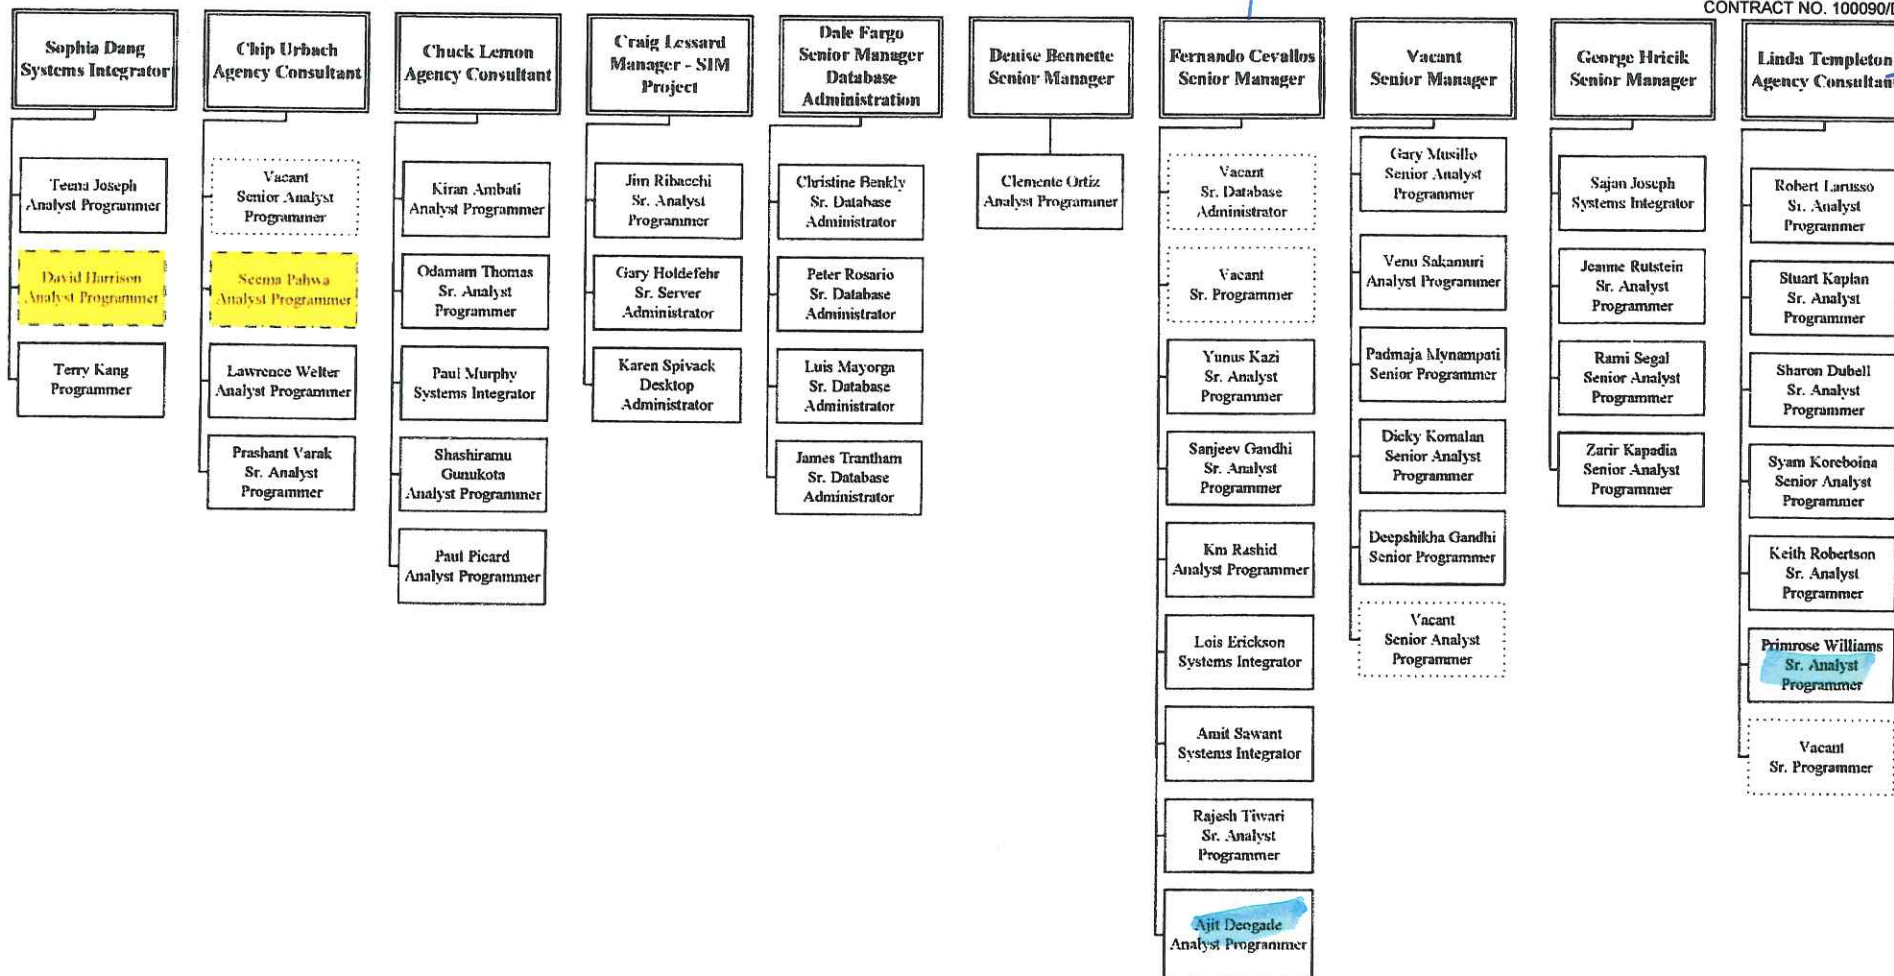 CONTRACT NO. 100090/
Sophia Dang
Systems Integrator
Teena Joseph
Analyst Programmer
David Harrison
Analyst Programmer
Terry Kang
Programmer
Chip Urbach
Agency Consultant
Vacant
Senior Analyst
Programmer
Seema Pahwa
Analyst Programmer
Lawrence Welter
Analyst Programmer
Prashant Varak
Sr. Analyst
Programmer
Chuck Lemon
Agency Consultant
Kiran Ambati
Analyst Programmer
Odamam Thomas
Sr. Analyst
Programmer
Paul Murphy
Systems Integrator
Shashiramu
Gunukota
Analyst Programmer
Paul Picard
Analyst Programmer
Craig Lessard
Manager - SIM
Project
Jim Ribacchi
Sr. Analyst
Programmer
Gary Holdefehr
Sr. Server
Administrator
Karen Spivack
Desktop
Administrator
Dale Fargo
Senior Manager
Database
Administration
Christine Benkly
Sr. Database
Administrator
Peter Rosario
Sr. Database
Administrator
Luis Mayorga
Sr. Database
Administrator
James Trantham
Sr. Database
Administrator
Denise Bennette
Senior Manager
Clemente Ortiz
Analyst Programmer
Fernando Cevallos
Senior Manager
Vacant
Sr. Database
Administrator
Vacant
Sr. Programmer
Yunus Kazi
Sr. Analyst
Programmer
Sanjeev Gandhi
Sr. Analyst
Programmer
Km Rashid
Analyst Programmer
Lois Erickson
Systems Integrator
Amit Sawant
Systems Integrator
Rajesh Tiwari
Sr. Analyst
Programmer
Ajit Deogade
Analyst Programmer
Vacant
Senior Manager
Gary Musillo
Senior Analyst
Programmer
Venu Sakamuri
Analyst Programmer
Padmaja Mynampati
Senior Programmer
Dicky Komalan
Senior Analyst
Programmer
Deepshikha Gandhi
Senior Programmer
Vacant
Senior Analyst
Programmer
George Hricik
Senior Manager
Sajan Joseph
Systems Integrator
Jeanne Rutstein
Sr. Analyst
Programmer
Rami Segal
Senior Analyst
Programmer
Zarir Kapadia
Senior Analyst
Programmer
Linda Templeton
Agency Consultant
Robert Larusso
Sr. Analyst
Programmer
Stuart Kaplan
Sr. Analyst
Programmer
Sharon Dubell
Sr. Analyst
Programmer
Syam Koreboina
Senior Analyst
Programmer
Keith Robertson
Sr. Analyst
Programmer
Primrose Williams
Sr. Analyst
Programmer
Vacant
Sr. Programmer